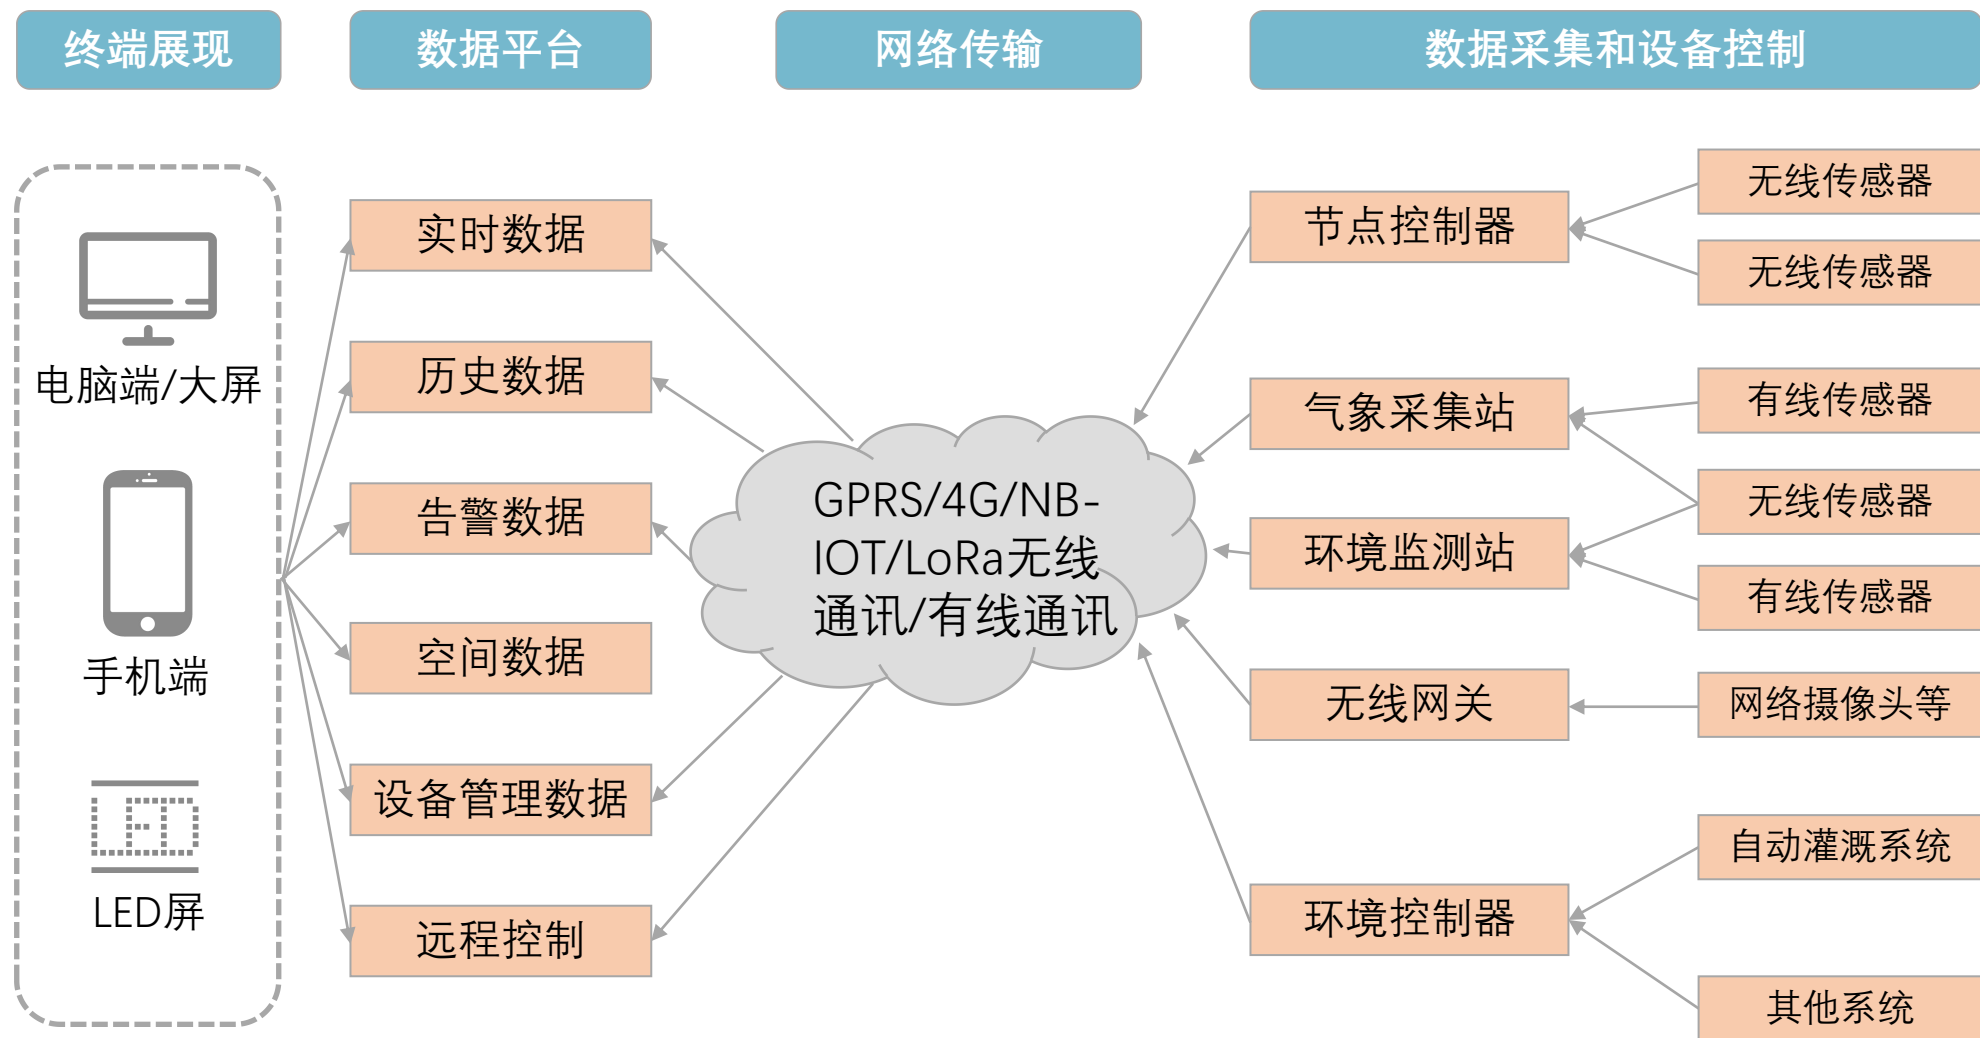 终端展现
数据平台
网络传输
数据采集和设备控制
电脑端/大屏
手机端
LED
LED屏
实时数据
历史数据
告警数据
空间数据
设备管理数据
远程控制
GPRS/4G/NB-
IOT/LoRa无线
通讯/有线通讯
节点控制器
气象采集站
环境监测站
无线网关
环境控制器
无线传感器
无线传感器
有线传感器
无线传感器
有线传感器
网络摄像头等
自动灌溉系统
其他系统